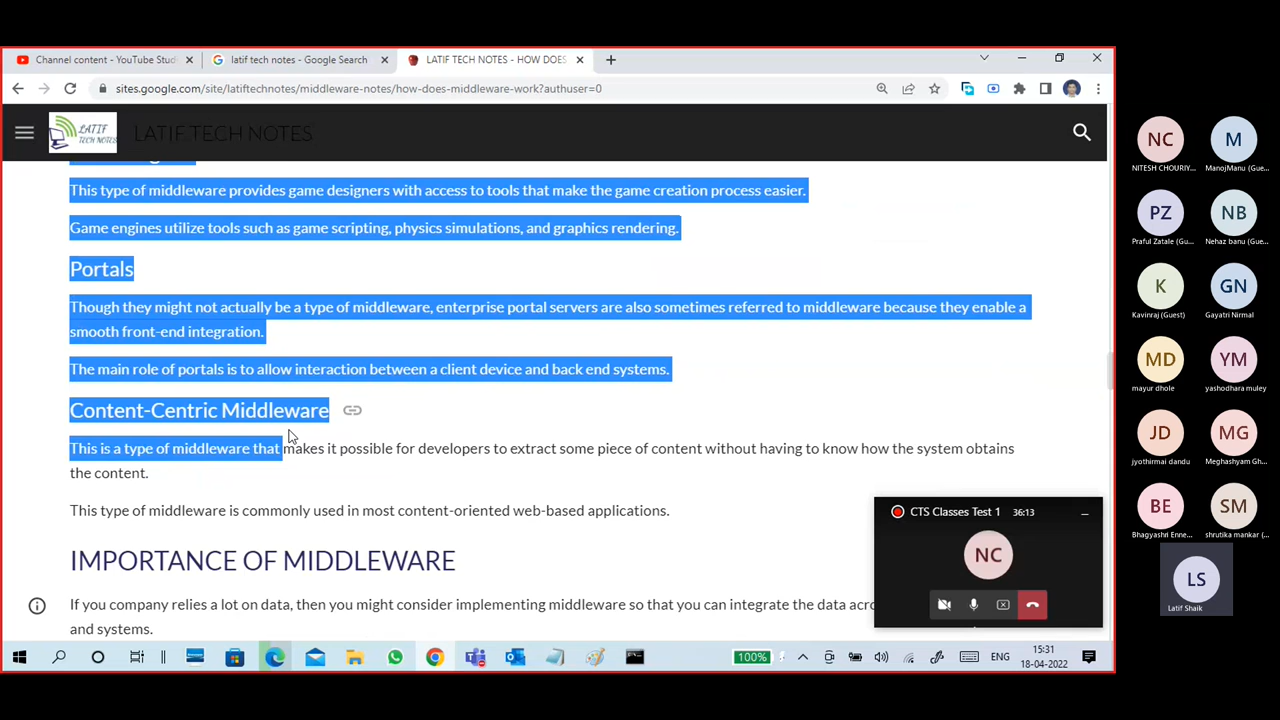 Channel content - YouTube Stud
latif tech notes - Google Search
LATIF TECH NOTES - HOW DOES
sites.google.com/site/latiftechnotes/middleware-notes/how-does-middleware-work?authuser=0
LATIF
TECH NOTES
LATIF TECH NOTES
This type of middleware provides game designers with access to tools that make the game creation process easier.
Game engines utilize tools such as game scripting, physics simulations, and graphics rendering.
Portals
Though they might not actually be a type of middleware, enterprise portal servers are also sometimes referred to middleware because they enable a
smooth front-end integration.
The main role of portals is to allow interaction between a client device and back end systems.
Content-Centric Middleware
This is a type of middleware that makes it possible for developers to extract some piece of content without having to know how the system obtains
the content.
This type of middleware is commonly used in most content-oriented web-based applications.
IMPORTANCE OF MIDDLEWARE
If you company relies a lot on data, then you might consider implementing middleware so that you can integrate the data acr
and systems.
CTS Classes Test 1 36:13
NC
100%
ENG
15:31
18-04-2022
NC M
NITESH CHOURIY... ManojManu (Gue...
PZ NB
Praful Zatale (Gu... Nehaz banu (Guest)
K GN
Kavinraj (Guest) Gayatri Nirmal
MD YM
mayur dhole yashodhara muley
JD MG
jyothirmai dandu Meghashyam Gh...
BE SM
Bhagyashri Enne... shrutika mankar (...
LS
Latif Shaik